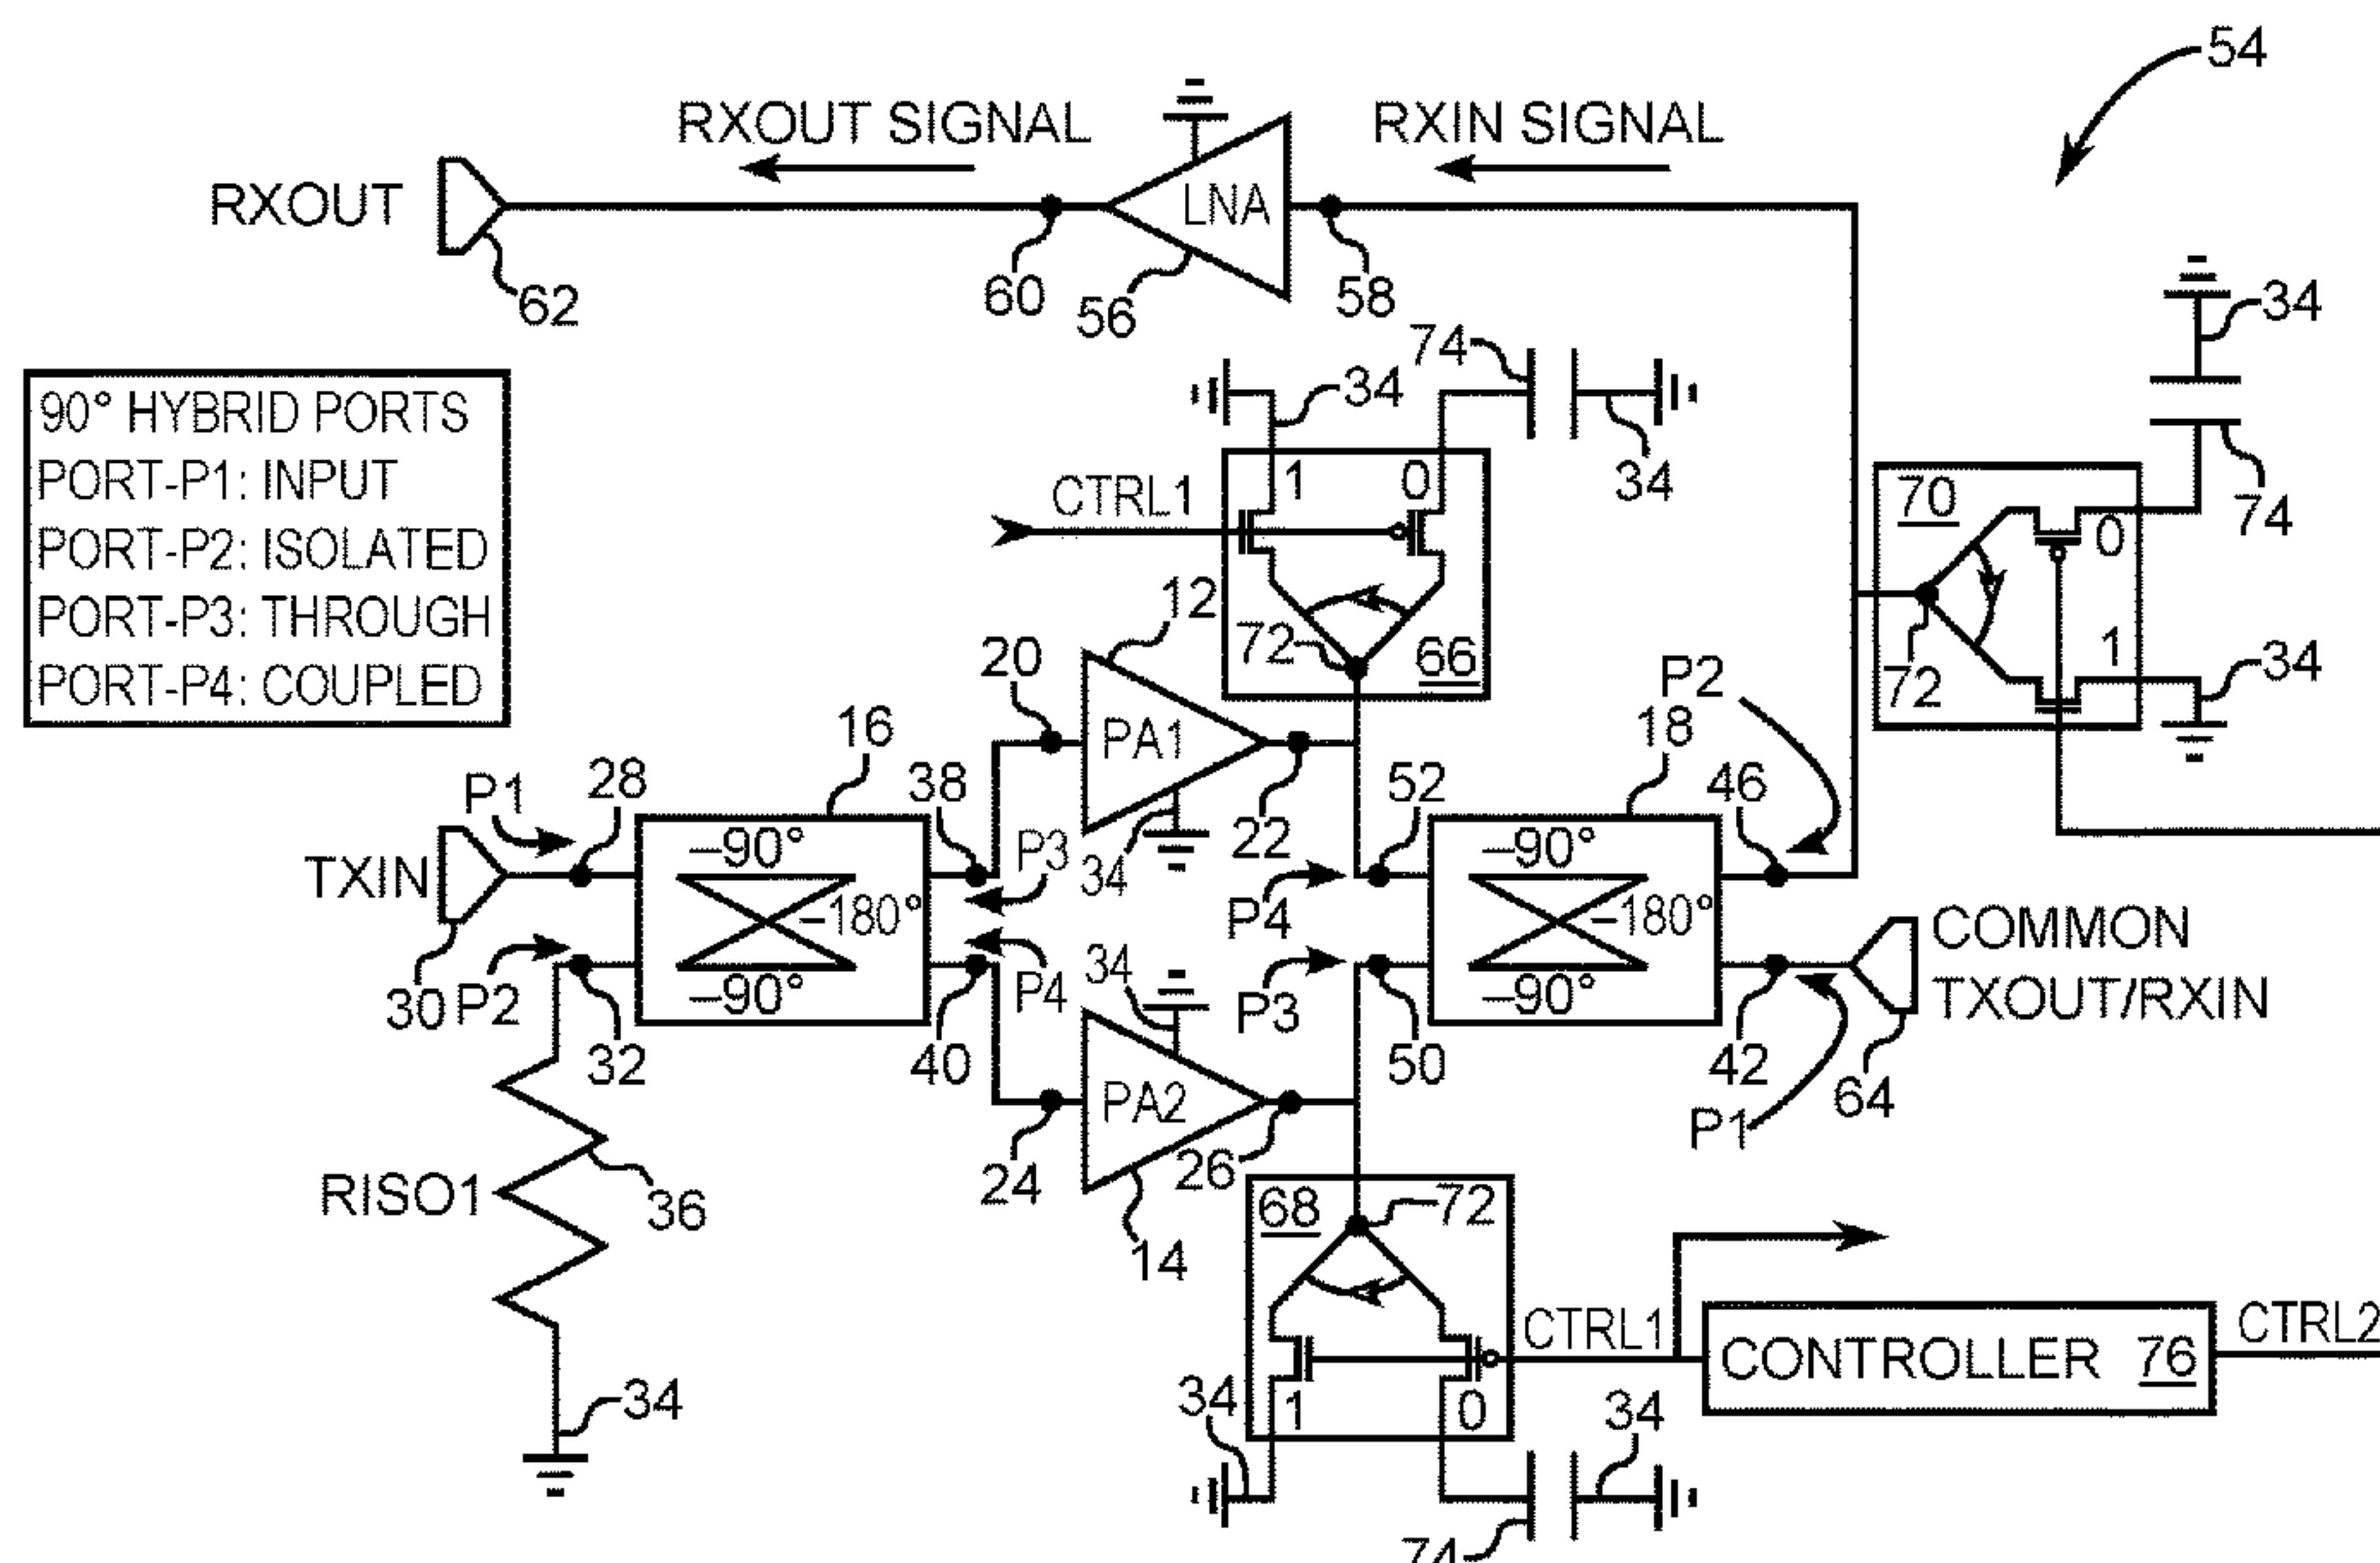 54
RXOUT SIGNAL
RXIN SIGNAL
RXOUT
LNA
62
60
56
58
34
74
34
90° HYBRID PORTS
PORT-P1: INPUT
PORT-P2: ISOLATED
PORT-P3: THROUGH
PORT-P4: COUPLED
74
34
CTRL1
1
0
70
0
74
12
72
66
72
1
34
20
PA1
P2
16
18
P1
28
38
22
52
46
TXIN
–90°
–180°
–90°
P3
34
P4
–90°
–180°
–90°
COMMON
TXOUT/RXIN
30
P2
32
40
P4
34
P3
50
42
64
P1
PA2
24
26
14
RISO1
36
68
72
CTRL1
CONTROLLER 76
CTRL2
34
34
1
0
34
74